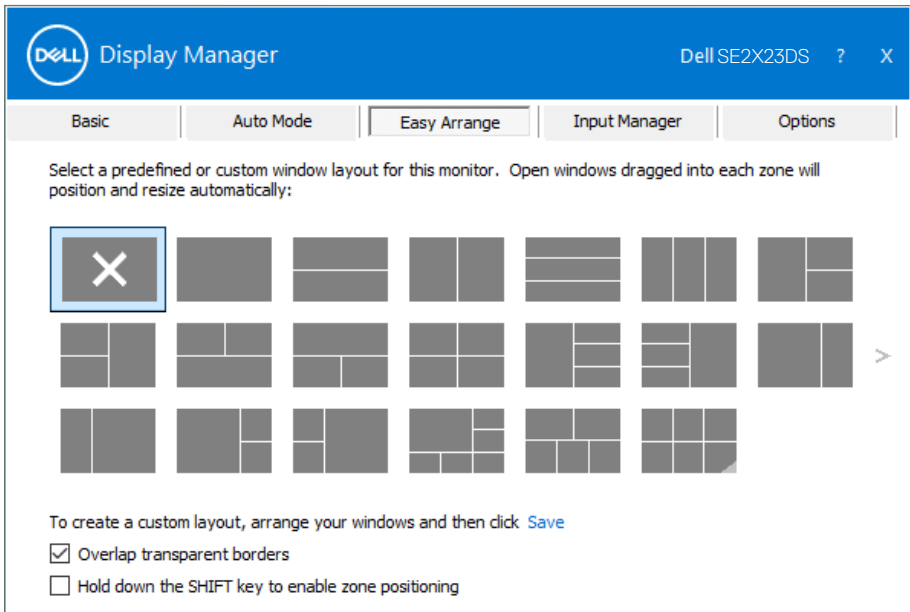 DELL Display Manager Dell SE2X23DS ? X
Basic Auto Mode Easy Arrange Input Manager Options
Select a predefined or custom window layout for this monitor. Open windows dragged into each zone will
position and resize automatically:
>
To create a custom layout, arrange your windows and then click Save
Overlap transparent borders
Hold down the SHIFT key to enable zone positioning